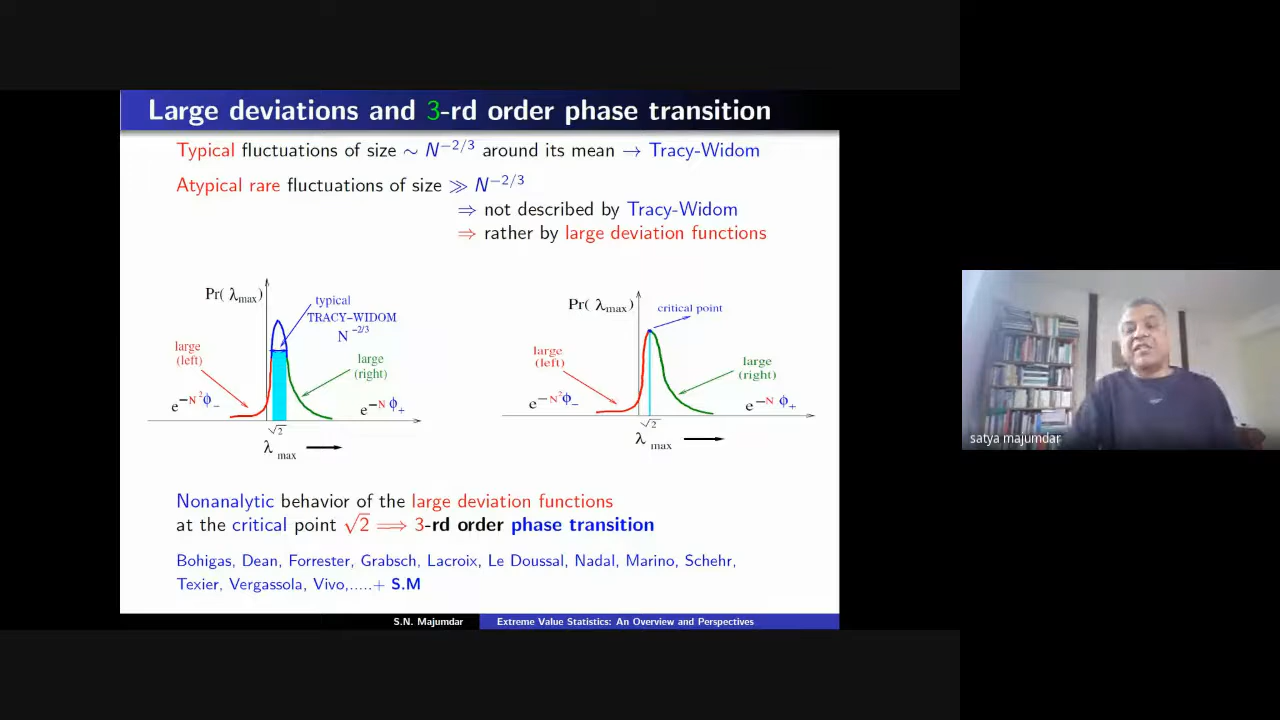 Large deviations and 3-rd order phase transition
Typical fluctuations of size ∼ N^{−2/3} around its mean → Tracy-Widom
Atypical rare fluctuations of size ≫ N^{−2/3}
⇒ not described by Tracy-Widom
⇒ rather by large deviation functions
Pr( λ_max)
typical
TRACY−WIDOM
N^{−2/3}
large
(left)
large
(right)
e^{−N²ϕ_−}
e^{−N ϕ_+}
√2
λ_max
Pr( λ_max)
critical point
large
(left)
large
(right)
e^{−N²ϕ_−}
e^{−N ϕ_+}
√2
λ_max
Nonanalytic behavior of the large deviation functions
at the critical point √2 ⟹ 3-rd order phase transition
Bohigas, Dean, Forrester, Grabsch, Lacroix, Le Doussal, Nadal, Marino, Schehr,
Texier, Vergassola, Vivo,.....+ S.M
S.N. Majumdar Extreme Value Statistics: An Overview and Perspectives
satya majumdar